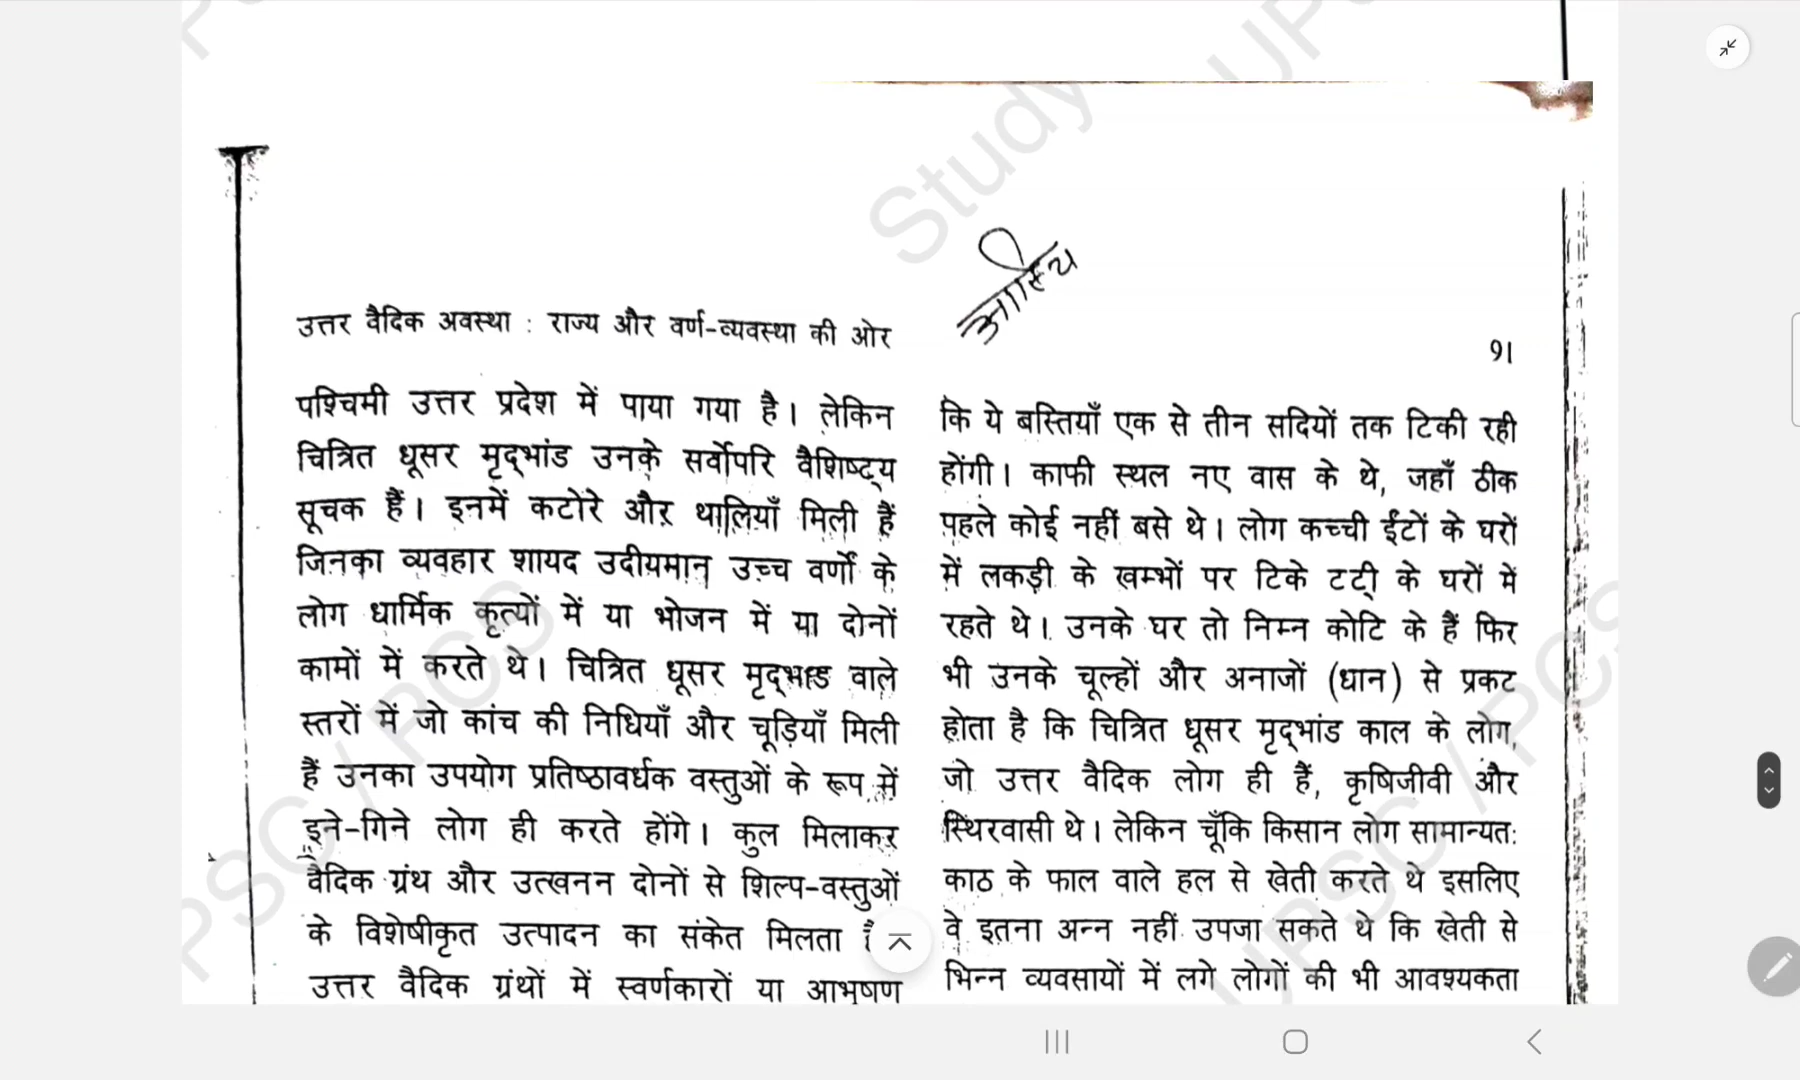 उत्तर वैदिक अवस्था : राज्य और वर्ण-व्यवस्था की ओर
91
पश्चिमी उत्तर प्रदेश में पाया गया है। लेकिन
चित्रित धूसर मृद्भांड उनके सर्वोपरि वैशिष्ट्य
सूचक हैं। इनमें कटोरे और थालियाँ मिली हैं
जिनका व्यवहार शायद उदीयमान उच्च वर्णों के
लोग धार्मिक कृत्यों में या भोजन में या दोनों
कामों में करते थे। चित्रित धूसर मृद्भांड वाले
स्तरों में जो कांच की निधियाँ और चूड़ियाँ मिली
हैं उनका उपयोग प्रतिष्ठावर्धक वस्तुओं के रूप में
इने-गिने लोग ही करते होंगे। कुल मिलाकर
वैदिक ग्रंथ और उत्खनन दोनों से शिल्प-वस्तुओं
के विशेषीकृत उत्पादन का संकेत मिलता
उत्तर वैदिक ग्रंथों में स्वर्णकारों या आभूषण
कि ये बस्तियाँ एक से तीन सदियों तक टिकी रही
होंगी। काफी स्थल नए वास के थे, जहाँ ठीक
पहले कोई नहीं बसे थे। लोग कच्ची ईंटों के घरों
में लकड़ी के खम्भों पर टिके टट्टी के घरों में
रहते थे। उनके घर तो निम्न कोटि के हैं फिर
भी उनके चूल्हों और अनाजों (धान) से प्रकट
होता है कि चित्रित धूसर मृद्भांड काल के लोग,
जो उत्तर वैदिक लोग ही हैं, कृषिजीवी और
स्थिरवासी थे। लेकिन चूँकि किसान लोग सामान्यत:
काठ के फाल वाले हल से खेती करते थे इसलिए
वे इतना अन्न नहीं उपजा सकते थे कि खेती से
भिन्न व्यवसायों में लगे लोगों की भी आवश्यकता
Study
UPSC / PCS
UPSC / PCS